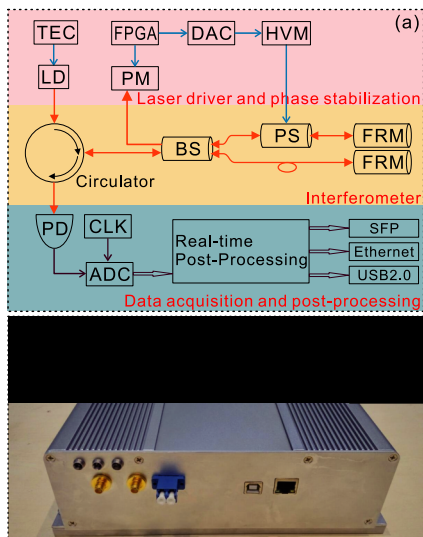 (a)
TEC
FPGA
DAC
HVM
LD
PM
Laser driver and phase stabilization
BS
PS
FRM
FRM
Circulator
Interferometer
PD
CLK
ADC
Real-time
Post-Processing
SFP
Ethernet
USB2.0
Data acquisition and post-processing